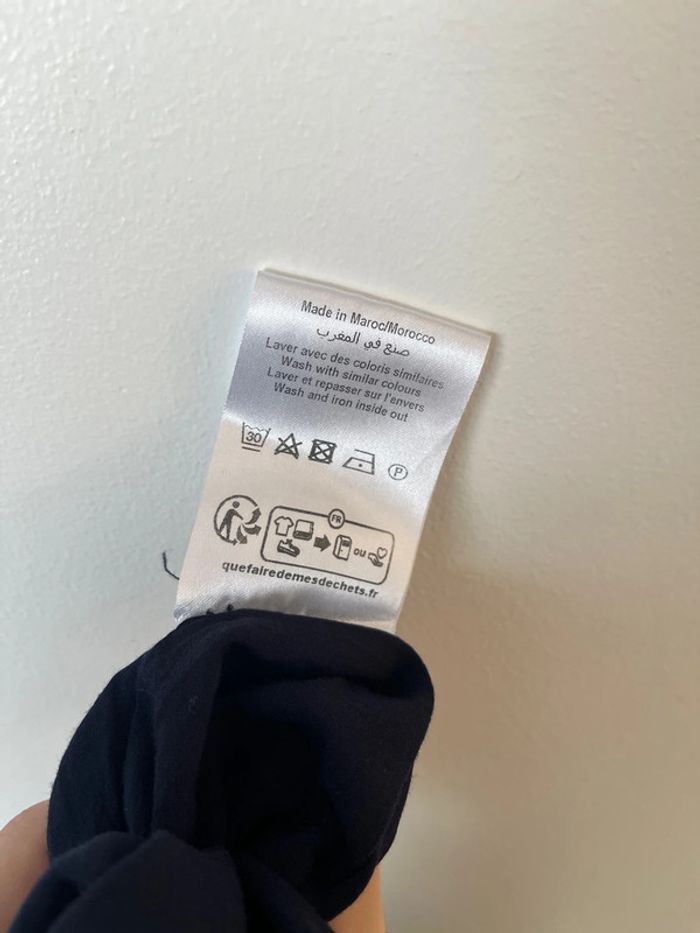 Made in Maroc/Morocco
صنع في المغرب
Laver avec des coloris similaires
Wash with similar colours
Laver et repasser sur l'envers
Wash and iron inside out
30
P
FR
ou
quefairedemesdechets.fr